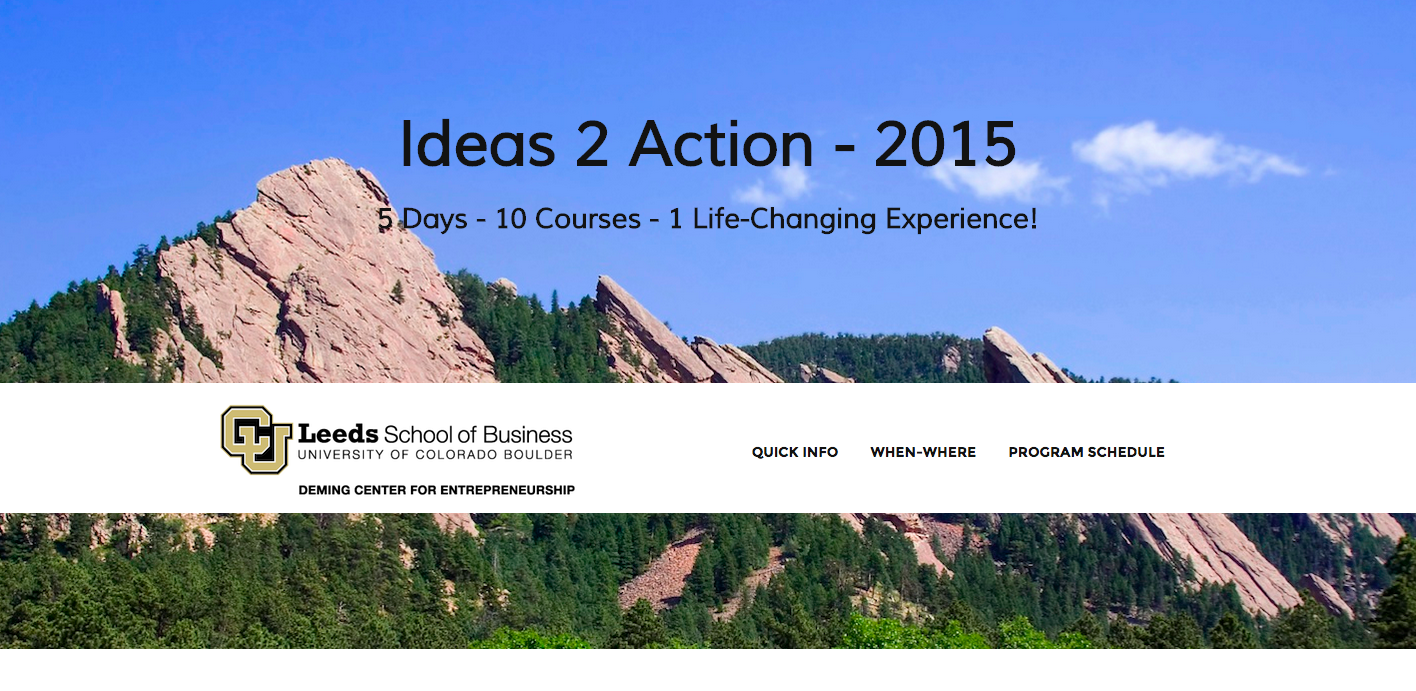 Ideas 2 Action - 2015
5 Days - 10 Courses - 1 Life-Changing Experience!
CU
Leeds School of Business
UNIVERSITY OF COLORADO BOULDER
DEMING CENTER FOR ENTREPRENEURSHIP
QUICK INFO WHEN-WHERE PROGRAM SCHEDULE